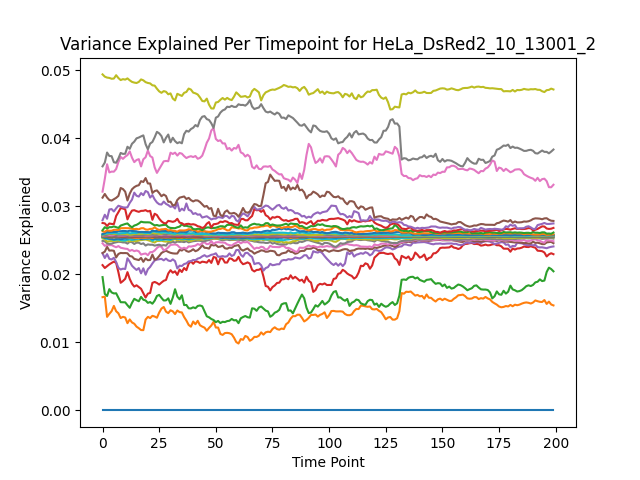 Variance Explained Per Timepoint for HeLa_DsRed2_10_13001_2
0.05
0.04
0.03
0.02
0.01
0.00
Variance Explained
0 25 50 75 100 125 150 175 200
Time Point